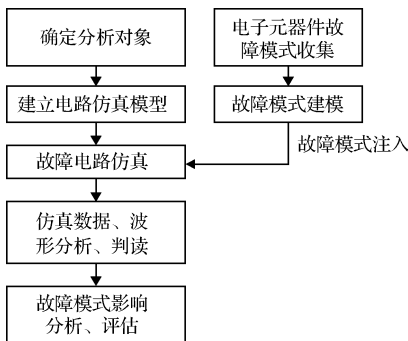 确定分析对象
建立电路仿真模型
故障电路仿真
仿真数据、波
形分析、判读
故障模式影响
分析、评估
电子元器件故
障模式收集
故障模式建模
故障模式注入